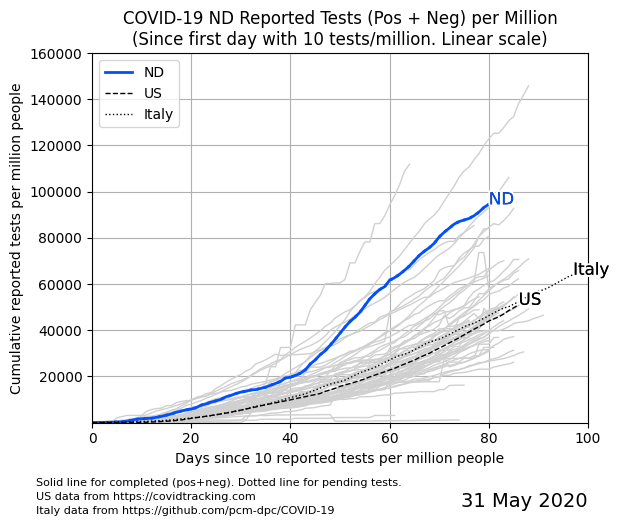 COVID-19 ND Reported Tests (Pos + Neg) per Million
(Since first day with 10 tests/million. Linear scale)
160000
140000
120000
100000
80000
60000
40000
20000
Cumulative reported tests per million people
ND
US
Italy
ND
Italy
US
0
20
40
60
80
100
Days since 10 reported tests per million people
Solid line for completed (pos+neg). Dotted line for pending tests.
US data from https://covidtracking.com
Italy data from https://github.com/pcm-dpc/COVID-19
31 May 2020